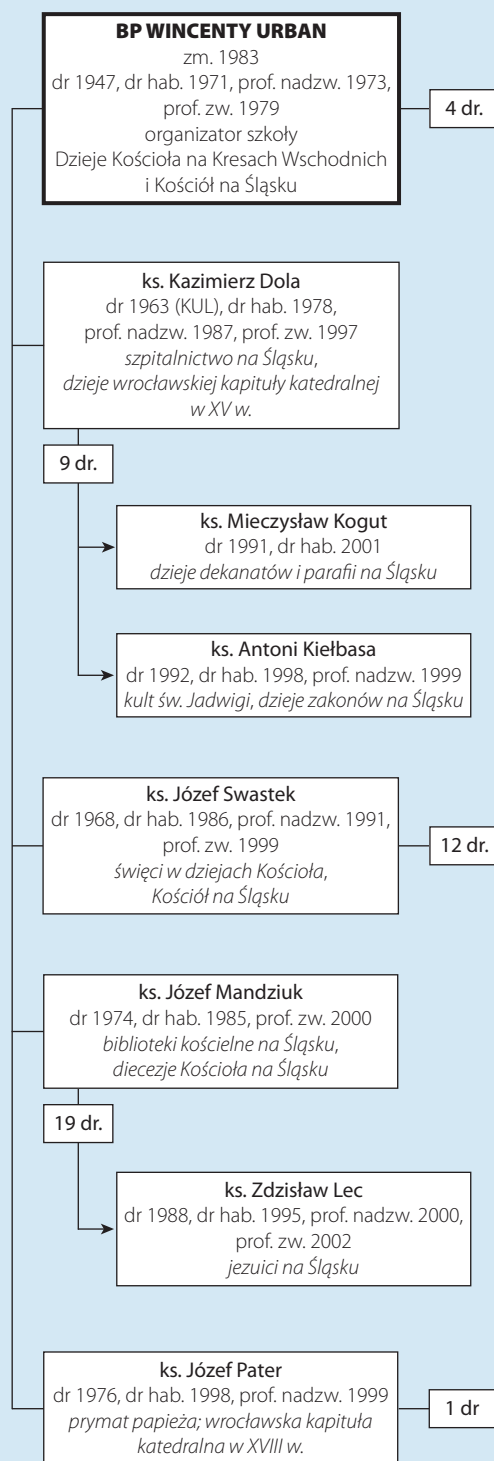 BP WINCENTY URBAN
zm. 1983
dr 1947, dr hab. 1971, prof. nadzw. 1973,
prof. zw. 1979
organizator szkoły
Dzieje Kościoła na Kresach Wschodnich
i Kościół na Śląsku
4 dr.
ks. Kazimierz Dola
dr 1963 (KUL), dr hab. 1978,
prof. nadzw. 1987, prof. zw. 1997
szpitalnictwo na Śląsku,
dzieje wrocławskiej kapituły katedralnej
w XV w.
9 dr.
ks. Mieczysław Kogut
dr 1991, dr hab. 2001
dzieje dekanatów i parafii na Śląsku
ks. Antoni Kiełbasa
dr 1992, dr hab. 1998, prof. nadzw. 1999
kult św. Jadwigi, dzieje zakonów na Śląsku
ks. Józef Swastek
dr 1968, dr hab. 1986, prof. nadzw. 1991,
prof. zw. 1999
święci w dziejach Kościoła,
Kościół na Śląsku
12 dr.
ks. Józef Mandziuk
dr 1974, dr hab. 1985, prof. zw. 2000
biblioteki kościelne na Śląsku,
diecezje Kościoła na Śląsku
19 dr.
ks. Zdzisław Lec
dr 1988, dr hab. 1995, prof. nadzw. 2000,
prof. zw. 2002
jezuici na Śląsku
ks. Józef Pater
dr 1976, dr hab. 1998, prof. nadzw. 1999
prymat papieża; wrocławska kapituła
katedralna w XVIII w.
1 dr